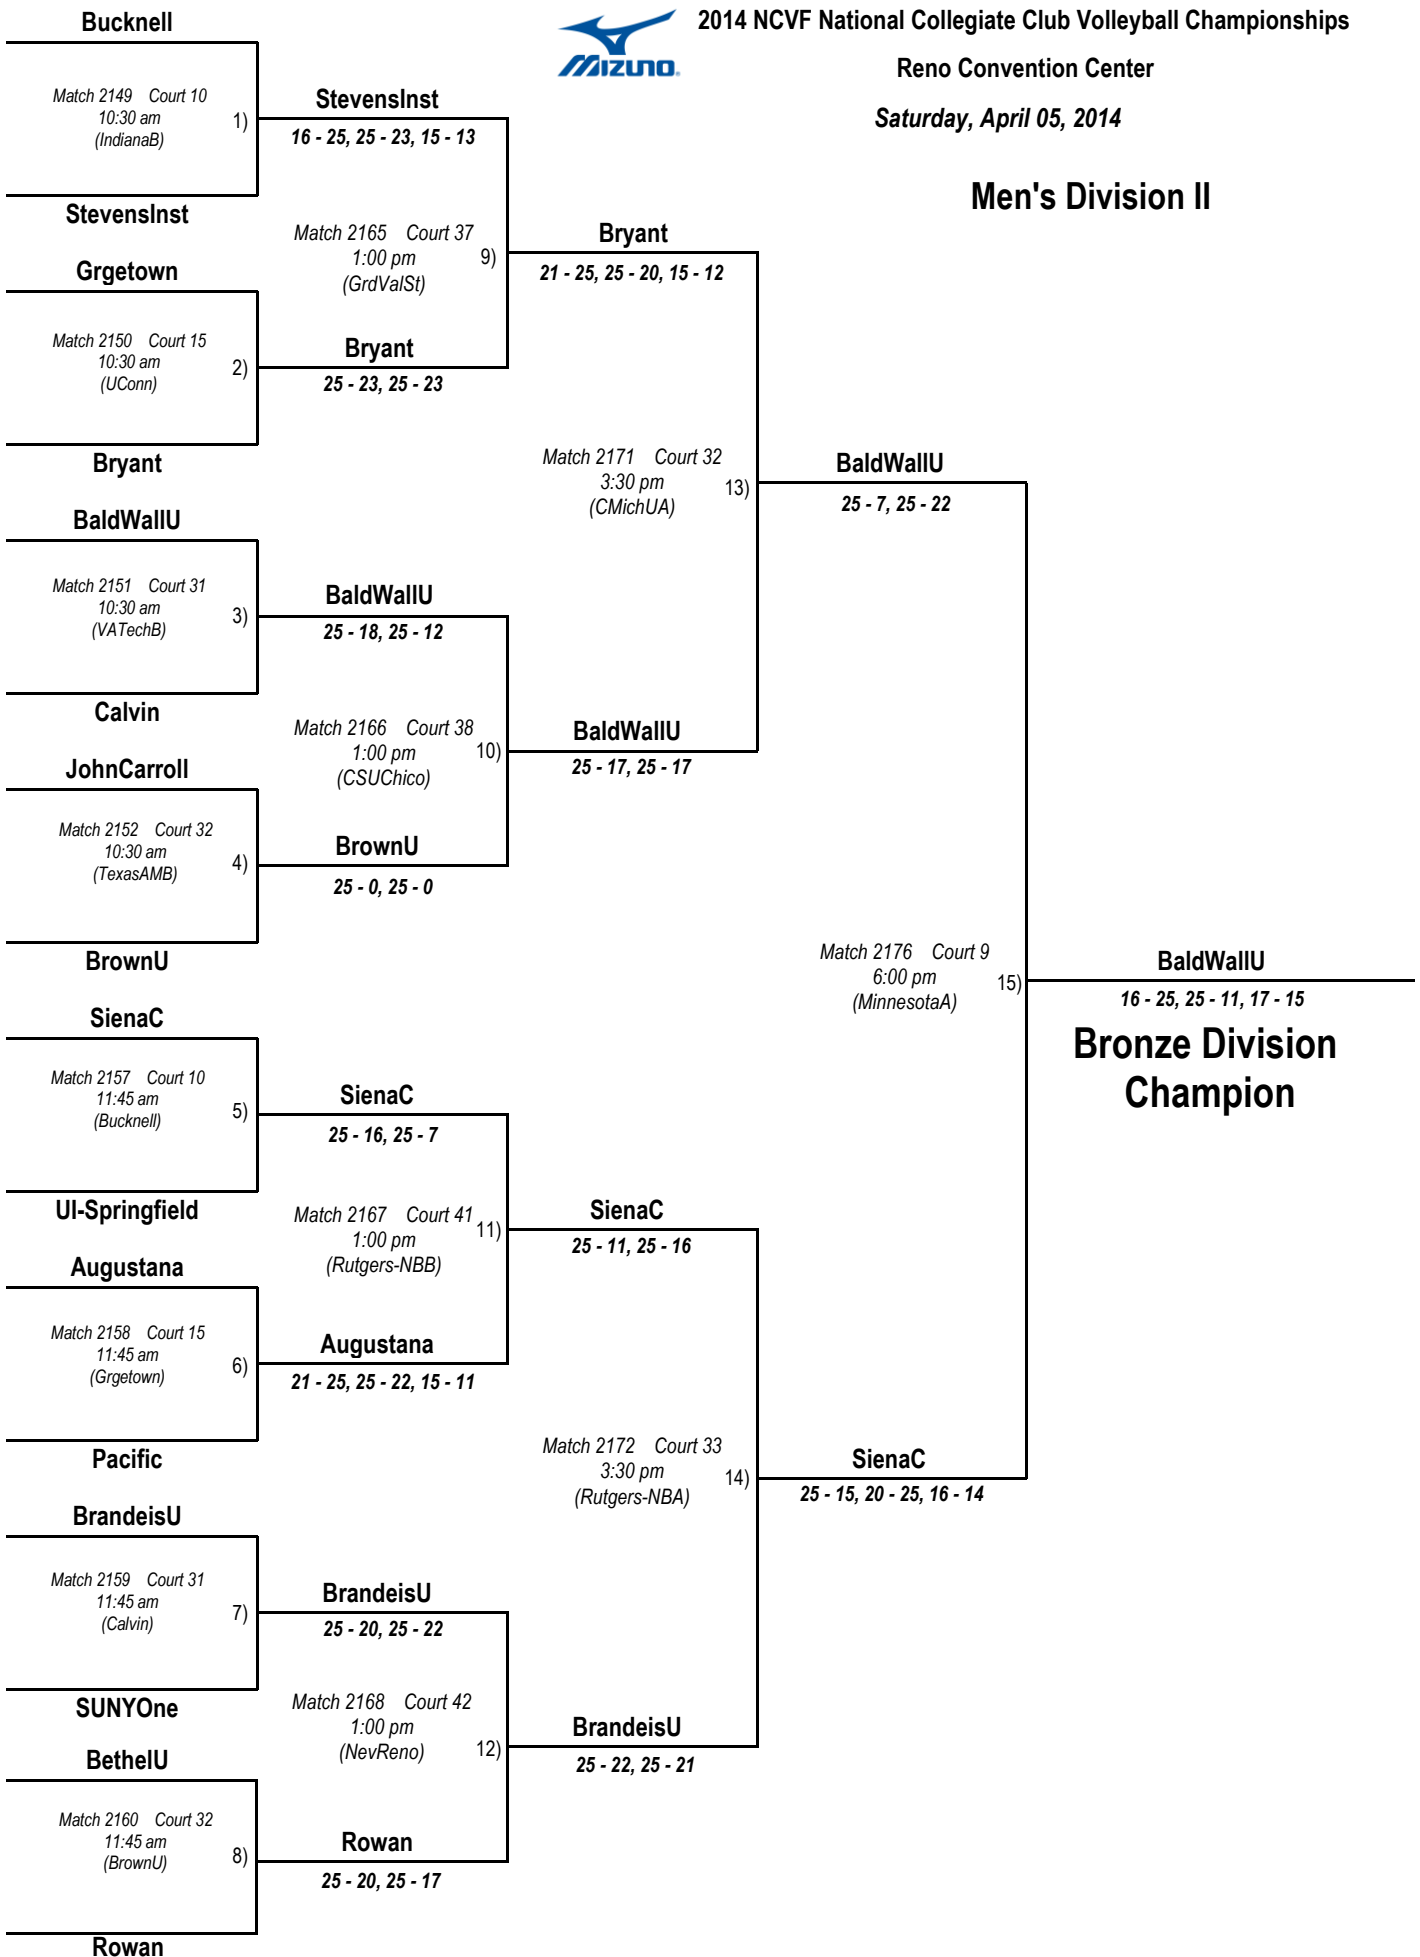 Bucknell
MIZUNO
2014 NCVF National Collegiate Club Volleyball Championships
Reno Convention Center
Saturday, April 05, 2014
Men's Division II
Match 2149 Court 10
10:30 am
(IndianaB)
1)
StevensInst
StevensInst
16 - 25, 25 - 23, 15 - 13
Grgetown
Match 2150 Court 15
10:30 am
(UConn)
2)
Bryant
Bryant
25 - 23, 25 - 23
Match 2165 Court 37
1:00 pm
(GrdValSt)
9)
Bryant
21 - 25, 25 - 20, 15 - 12
BaldWallU
Match 2151 Court 31
10:30 am
(VATechB)
3)
Calvin
BaldWallU
25 - 18, 25 - 12
JohnCarroll
Match 2152 Court 32
10:30 am
(TexasAMB)
4)
BrownU
BrownU
25 - 0, 25 - 0
Match 2166 Court 38
1:00 pm
(CSUChico)
10)
BaldWallU
25 - 17, 25 - 17
Match 2171 Court 32
3:30 pm
(CMichUA)
13)
BaldWallU
25 - 7, 25 - 22
SienaC
Match 2157 Court 10
11:45 am
(Bucknell)
5)
UI-Springfield
SienaC
25 - 16, 25 - 7
Augustana
Match 2158 Court 15
11:45 am
(Grgetown)
6)
Pacific
Augustana
21 - 25, 25 - 22, 15 - 11
Match 2167 Court 41
1:00 pm
(Rutgers-NBB)
11)
SienaC
25 - 11, 25 - 16
BrandeisU
Match 2159 Court 31
11:45 am
(Calvin)
7)
SUNYOne
BrandeisU
25 - 20, 25 - 22
BethelU
Match 2160 Court 32
11:45 am
(BrownU)
8)
Rowan
Rowan
25 - 20, 25 - 17
Match 2168 Court 42
1:00 pm
(NevReno)
12)
BrandeisU
25 - 22, 25 - 21
Match 2172 Court 33
3:30 pm
(Rutgers-NBA)
14)
SienaC
25 - 15, 20 - 25, 16 - 14
Match 2176 Court 9
6:00 pm
(MinnesotaA)
15)
BaldWallU
16 - 25, 25 - 11, 17 - 15
Bronze Division
Champion